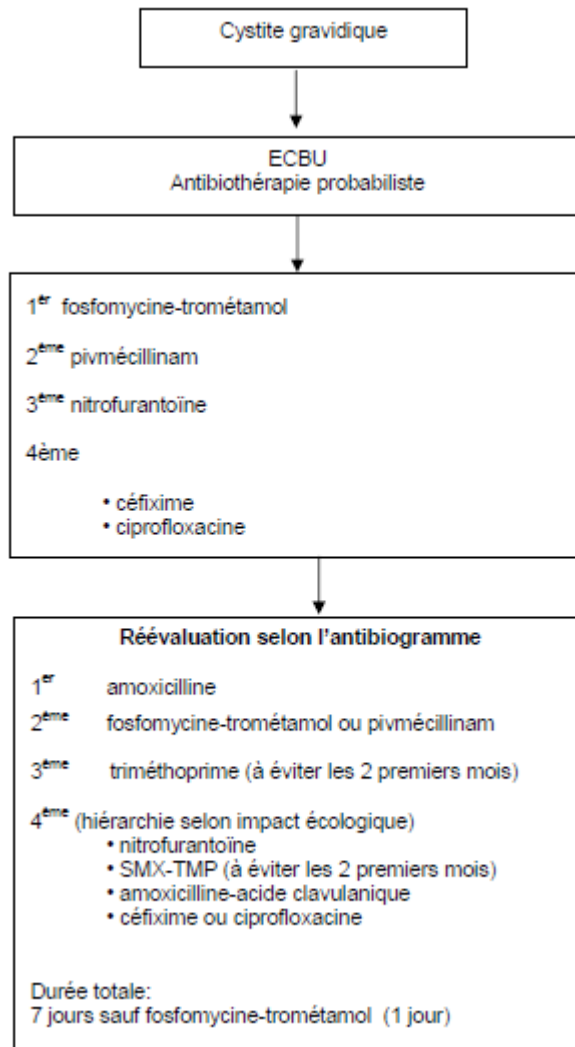 Cystite gravidique
ECBU
Antibiothérapie probabiliste
1er fosfomycine-trométamol
2ème pivmécillinam
3ème nitrofurantoïne
4ème
• céfixime
• ciprofloxacine
Réévaluation selon l'antibiogramme
1er amoxicilline
2ème fosfomycine-trométamol ou pivmécillinam
3ème triméthoprime (à éviter les 2 premiers mois)
4ème (hiérarchie selon impact écologique)
• nitrofurantoïne
• SMX-TMP (à éviter les 2 premiers mois)
• amoxicilline-acide clavulanique
• céfixime ou ciprofloxacine
Durée totale:
7 jours sauf fosfomycine-trométamol (1 jour)